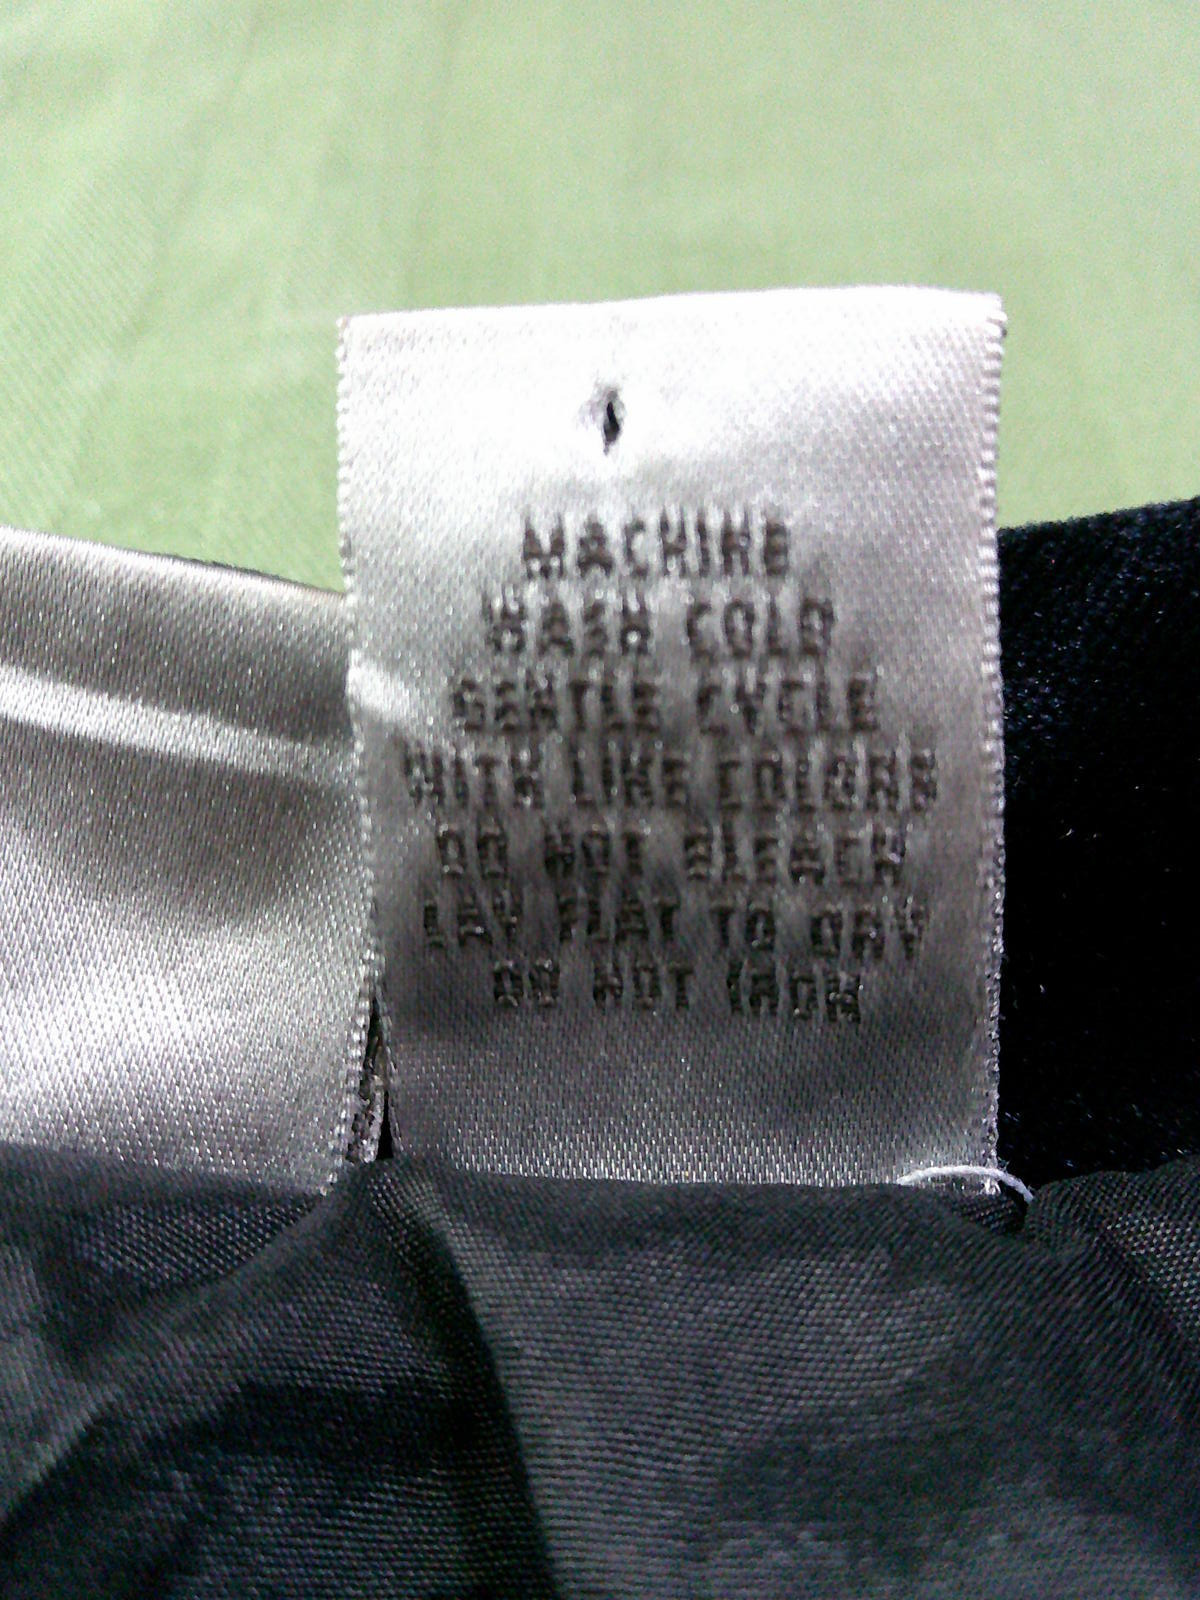 MACHINE
WASH COLD
GENTLE CYCLE
WITH LIKE COLORS
DO NOT BLEACH
LAY FLAT TO DRY
DO NOT IRON